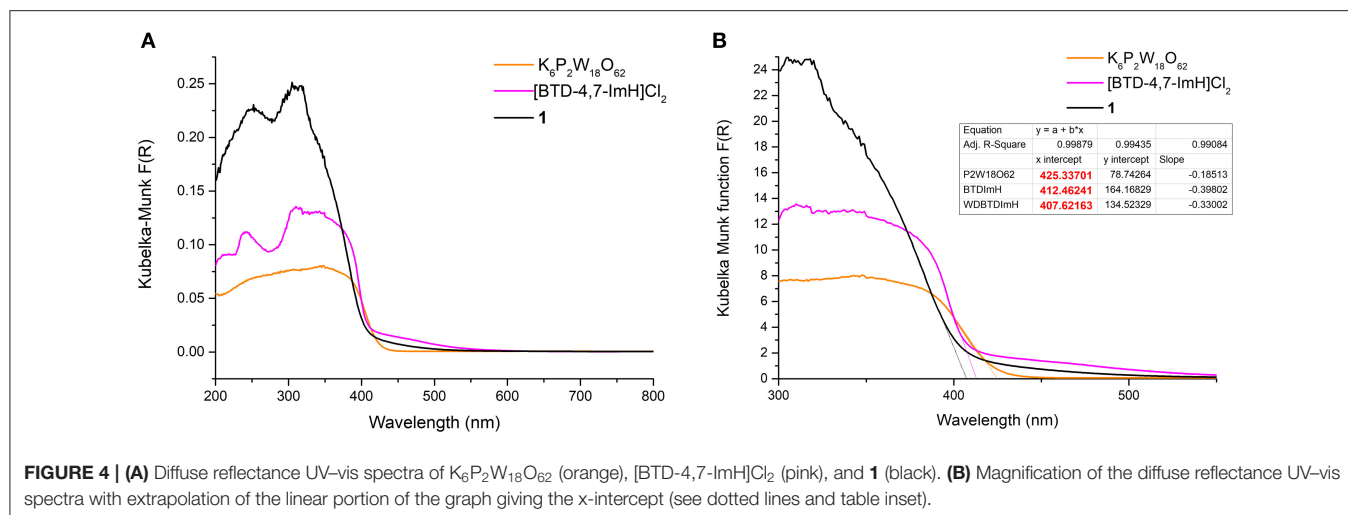 A
K₆P₂W₁₈O₆₂
[BTD-4,7-ImH]Cl₂
1
0.25
0.20
0.15
0.10
0.05
0.00
Kubelka-Munk F(R)
200 300 400 500 600 700 800
Wavelength (nm)
B
K₆P₂W₁₈O₆₂
[BTD-4,7-ImH]Cl₂
1
24
22
20
18
16
14
12
10
8
6
4
2
0
Kubelka Munk function F(R)
Equation y = a + b*x
Adj. R-Square 0.99879 0.99435 0.99084
x intercept y intercept Slope
P2W18O62 425.33701 78.74264 -0.18513
BTDImH 412.46241 164.16829 -0.39802
WDBTDImH 407.62163 134.52329 -0.33002
300 400 500
Wavelength (nm)
FIGURE 4 | (A) Diffuse reflectance UV–vis spectra of K₆P₂W₁₈O₆₂ (orange), [BTD-4,7-ImH]Cl₂ (pink), and 1 (black). (B) Magnification of the diffuse reflectance UV–vis
spectra with extrapolation of the linear portion of the graph giving the x-intercept (see dotted lines and table inset).